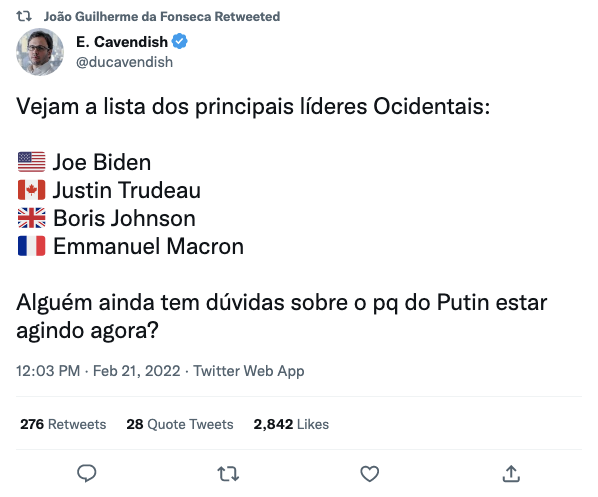 João Guilherme da Fonseca Retweeted
E. Cavendish
@ducavendish
Vejam a lista dos principais líderes Ocidentais:
🇺🇸 Joe Biden
🇨🇦 Justin Trudeau
🇬🇧 Boris Johnson
🇫🇷 Emmanuel Macron
Alguém ainda tem dúvidas sobre o pq do Putin estar
agindo agora?
12:03 PM · Feb 21, 2022 · Twitter Web App
276 Retweets 28 Quote Tweets 2,842 Likes